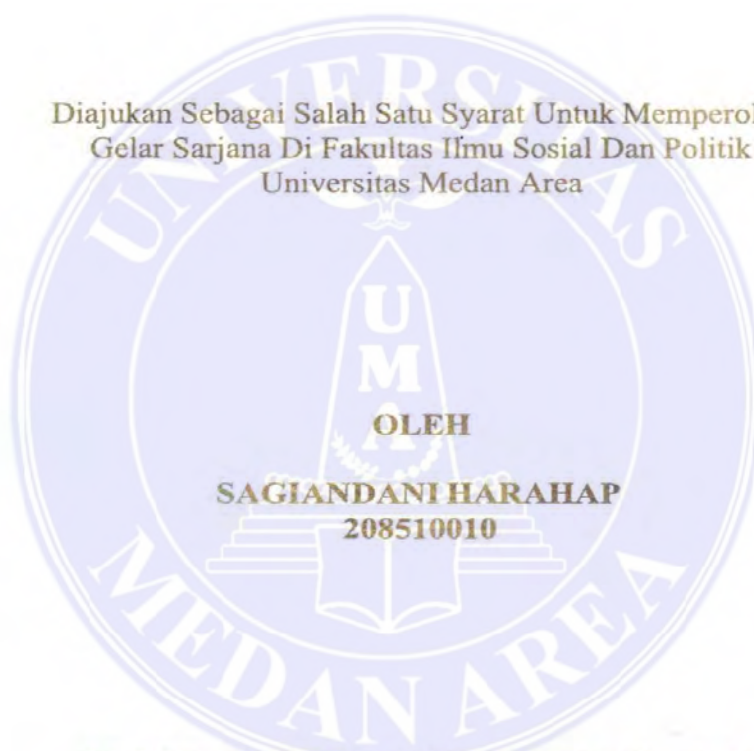 UNIVERSITAS
Diajukan Sebagai Salah Satu Syarat Untuk Memperol
Gelar Sarjana Di Fakultas Ilmu Sosial Dan Politik
Universitas Medan Area
U
M
A
OLEH
SAGIANDANI HARAHAP
208510010
MEDAN AREA